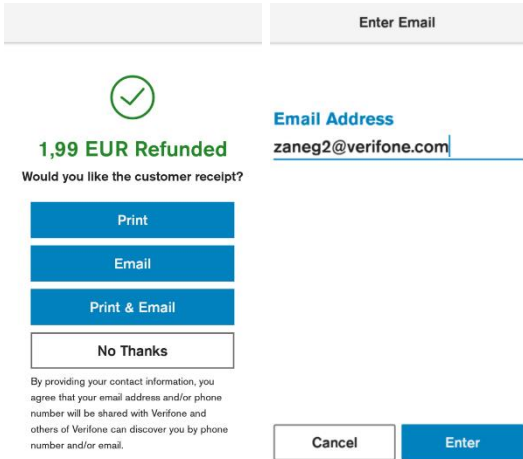 1,99 EUR Refunded
Would you like the customer receipt?
Print
Email
Print & Email
No Thanks
By providing your contact information, you
agree that your email address and/or phone
number will be shared with Verifone and
others of Verifone can discover you by phone
number and/or email.
Enter Email
Email Address
zaneg2@verifone.com
Cancel
Enter